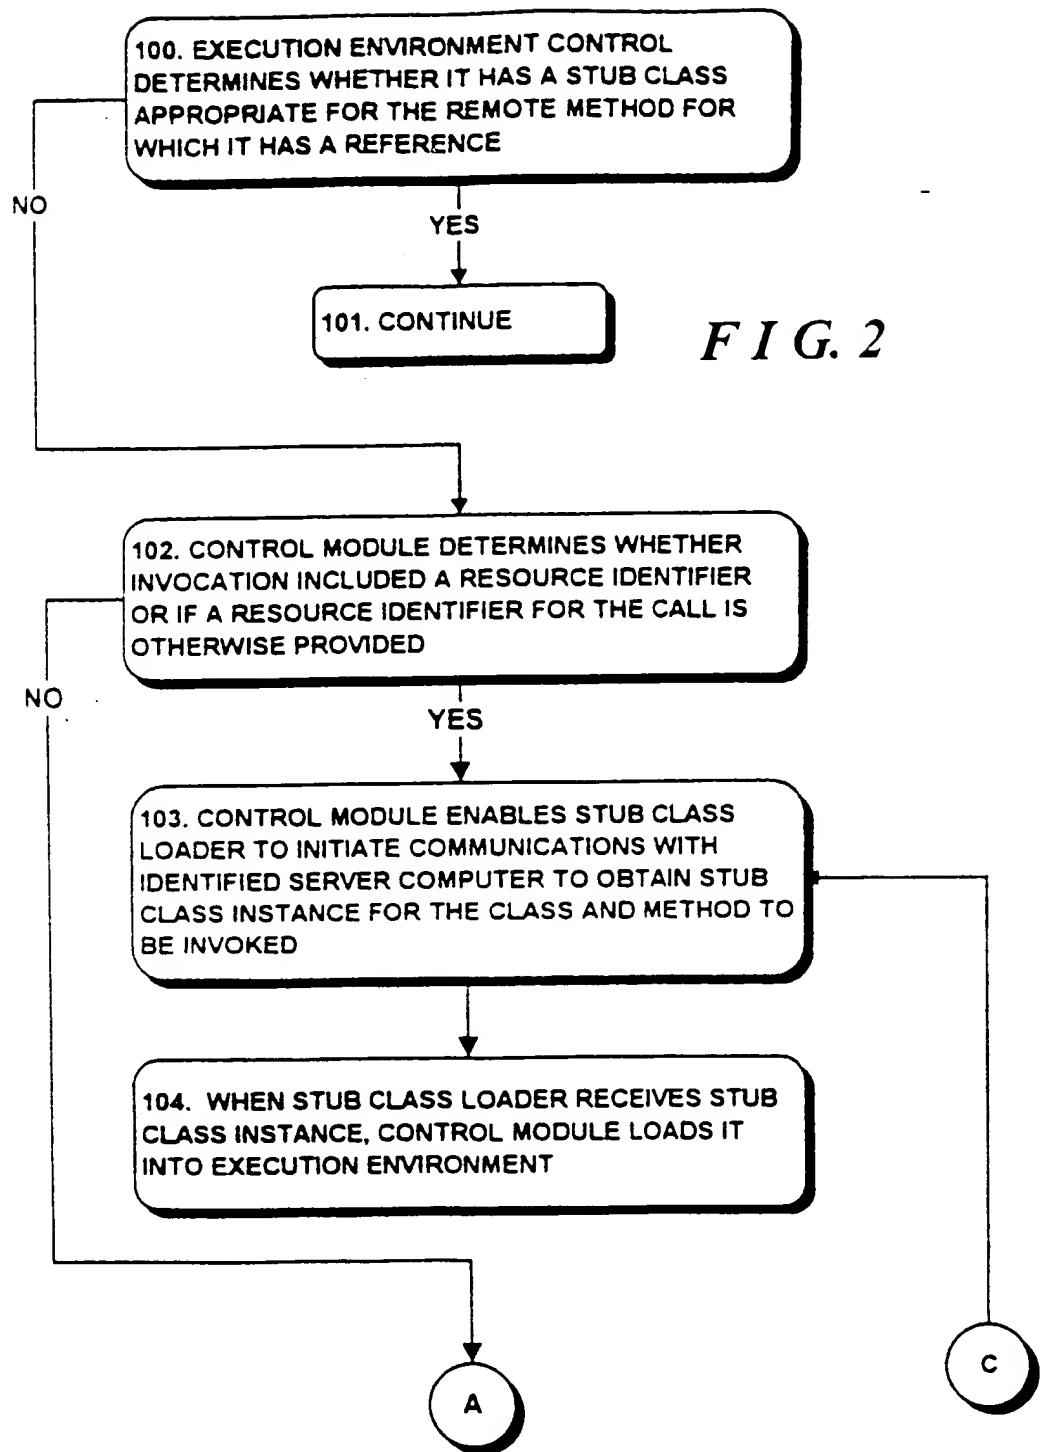 100. EXECUTION ENVIRONMENT CONTROL
DETERMINES WHETHER IT HAS A STUB CLASS
APPROPRIATE FOR THE REMOTE METHOD FOR
WHICH IT HAS A REFERENCE
NO
YES
101. CONTINUE
FIG. 2
102. CONTROL MODULE DETERMINES WHETHER
INVOCATION INCLUDED A RESOURCE IDENTIFIER
OR IF A RESOURCE IDENTIFIER FOR THE CALL IS
OTHERWISE PROVIDED
NO
YES
103. CONTROL MODULE ENABLES STUB CLASS
LOADER TO INITIATE COMMUNICATIONS WITH
IDENTIFIED SERVER COMPUTER TO OBTAIN STUB
CLASS INSTANCE FOR THE CLASS AND METHOD TO
BE INVOKED
104. WHEN STUB CLASS LOADER RECEIVES STUB
CLASS INSTANCE, CONTROL MODULE LOADS IT
INTO EXECUTION ENVIRONMENT
C
A